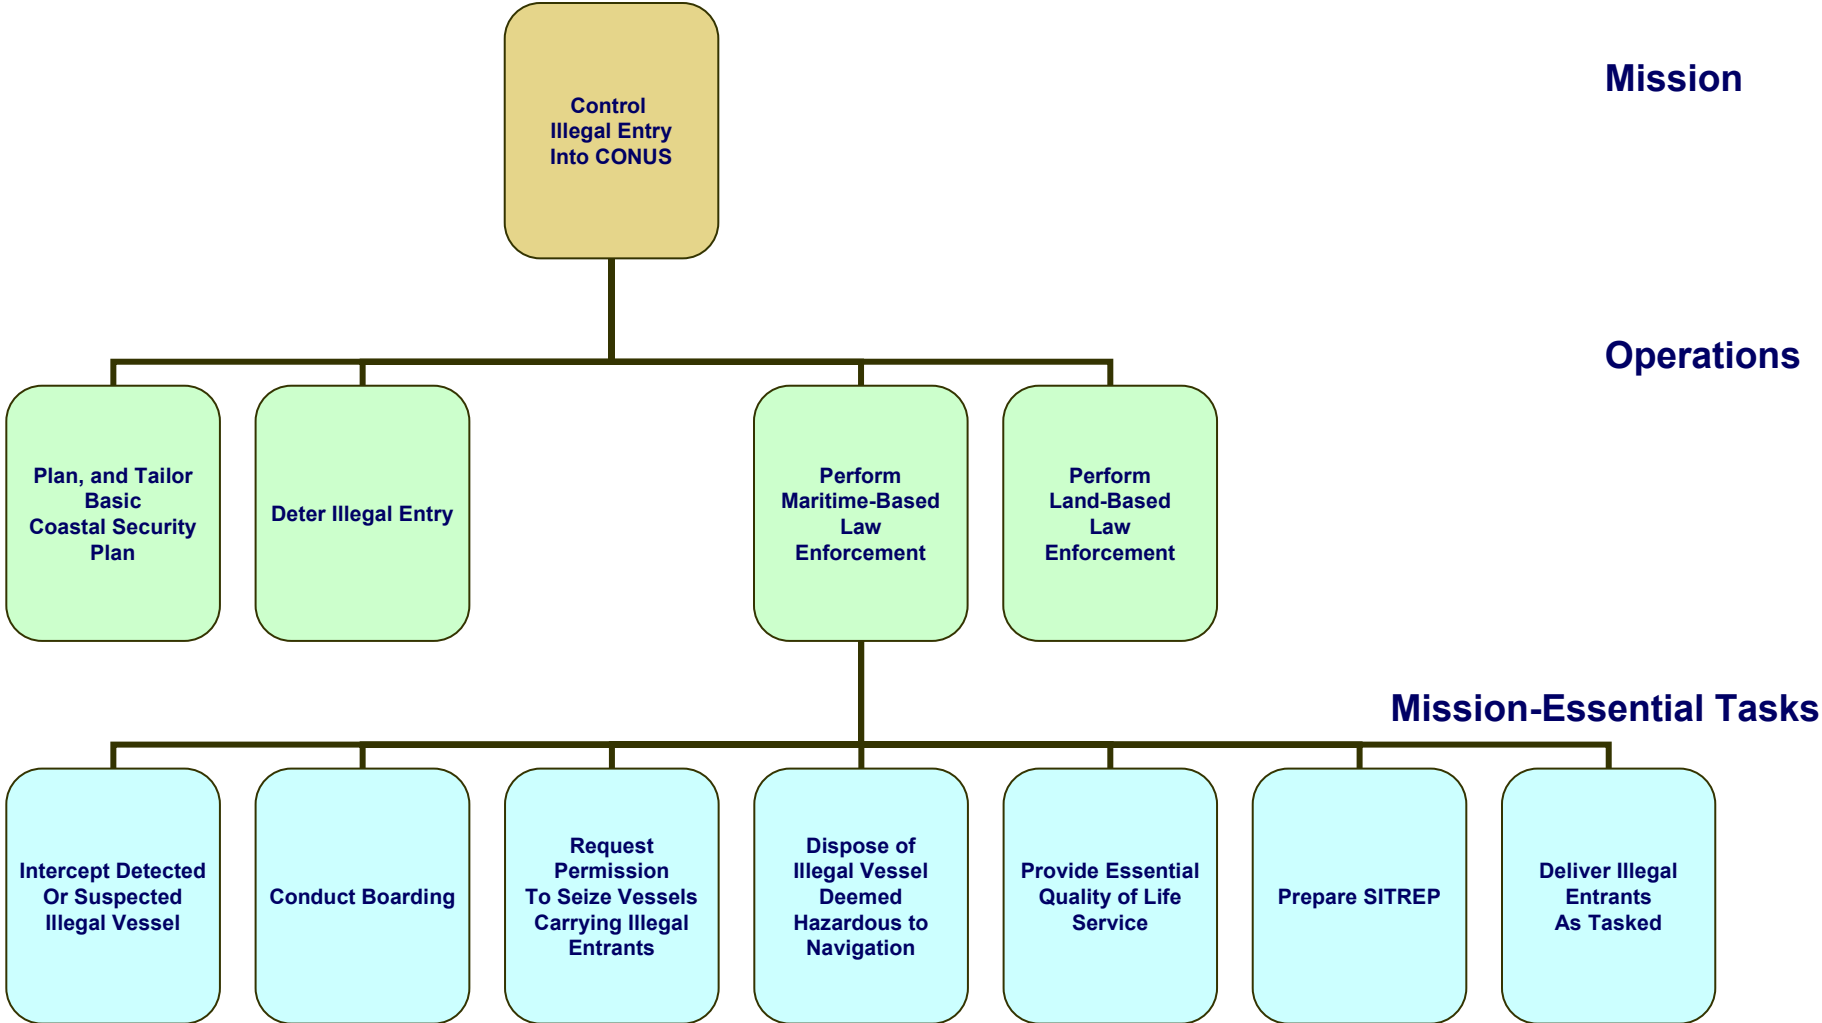 Mission
Control
Illegal Entry
Into CONUS
Operations
Plan, and Tailor
Basic
Coastal Security
Plan
Deter Illegal Entry
Perform
Maritime-Based
Law
Enforcement
Perform
Land-Based
Law
Enforcement
Mission-Essential Tasks
Intercept Detected
Or Suspected
Illegal Vessel
Conduct Boarding
Request
Permission
To Seize Vessels
Carrying Illegal
Entrants
Dispose of
Illegal Vessel
Deemed
Hazardous to
Navigation
Provide Essential
Quality of Life
Service
Prepare SITREP
Deliver Illegal
Entrants
As Tasked